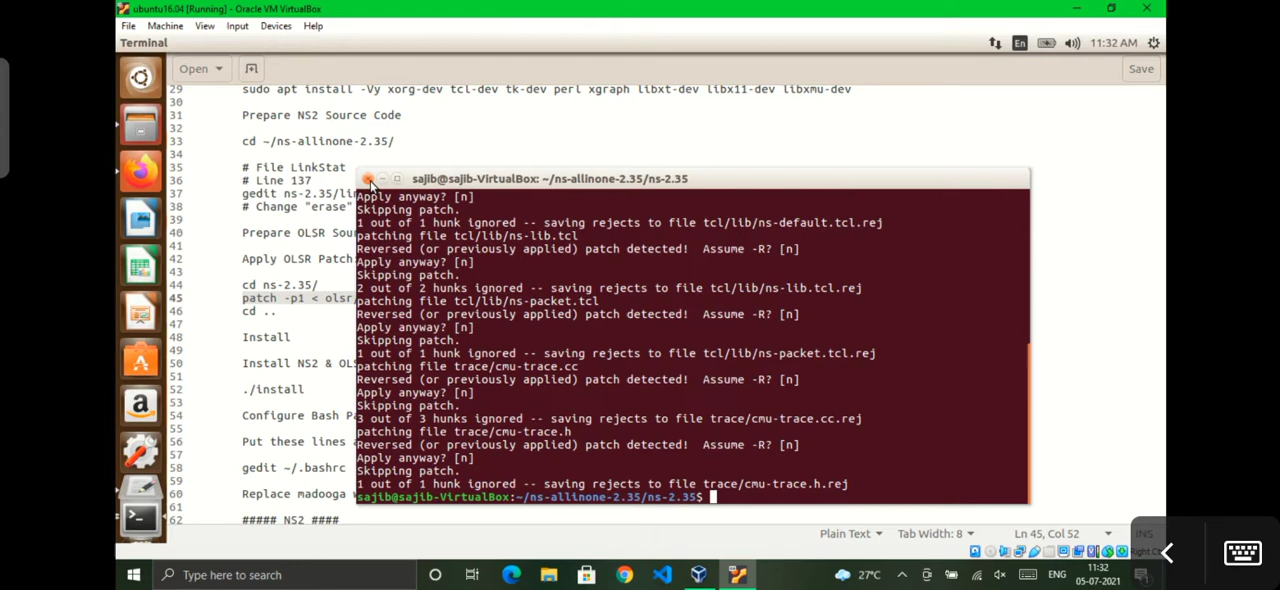 ubuntu16.04 [Running] - Oracle VM VirtualBox
File Machine View Input Devices Help
Terminal
En
11:32 AM
Open
Save
29 sudo apt install -Vy xorg-dev tcl-dev tk-dev perl xgraph libxt-dev libx11-dev libxmu-dev
30
31 Prepare NS2 Source Code
32
33 cd ~/ns-allinone-2.35/
34
35 # File LinkStat
36 # Line 137
37 gedit ns-2.35/lin
38 # Change "erase"
39
40 Prepare OLSR Sour
41
42 Apply OLSR Patch
43
44 cd ns-2.35/
45 patch -p1 < olsr/
46 cd ..
47
48 Install
49
50 Install NS2 & OL
51
52 ./install
53
54 Configure Bash Pa
55
56 Put these lines a
57
58 gedit ~/.bashrc
59
60 Replace madooga w
61
62 ##### NS2 ####
sajib@sajib-VirtualBox: ~/ns-allinone-2.35/ns-2.35
Apply anyway? [n]
Skipping patch.
1 out of 1 hunk ignored -- saving rejects to file tcl/lib/ns-default.tcl.rej
patching file tcl/lib/ns-lib.tcl
Reversed (or previously applied) patch detected!  Assume -R? [n]
Apply anyway? [n]
Skipping patch.
2 out of 2 hunks ignored -- saving rejects to file tcl/lib/ns-lib.tcl.rej
patching file tcl/lib/ns-packet.tcl
Reversed (or previously applied) patch detected!  Assume -R? [n]
Apply anyway? [n]
Skipping patch.
1 out of 1 hunk ignored -- saving rejects to file tcl/lib/ns-packet.tcl.rej
patching file trace/cmu-trace.cc
Reversed (or previously applied) patch detected!  Assume -R? [n]
Apply anyway? [n]
Skipping patch.
3 out of 3 hunks ignored -- saving rejects to file trace/cmu-trace.cc.rej
patching file trace/cmu-trace.h
Reversed (or previously applied) patch detected!  Assume -R? [n]
Apply anyway? [n]
Skipping patch.
1 out of 1 hunk ignored -- saving rejects to file trace/cmu-trace.h.rej
sajib@sajib-VirtualBox:~/ns-allinone-2.35/ns-2.35$
Plain Text Tab Width: 8 Ln 45, Col 52 INS
Right Ct
Type here to search
27°C
ENG
11:32
05-07-2021